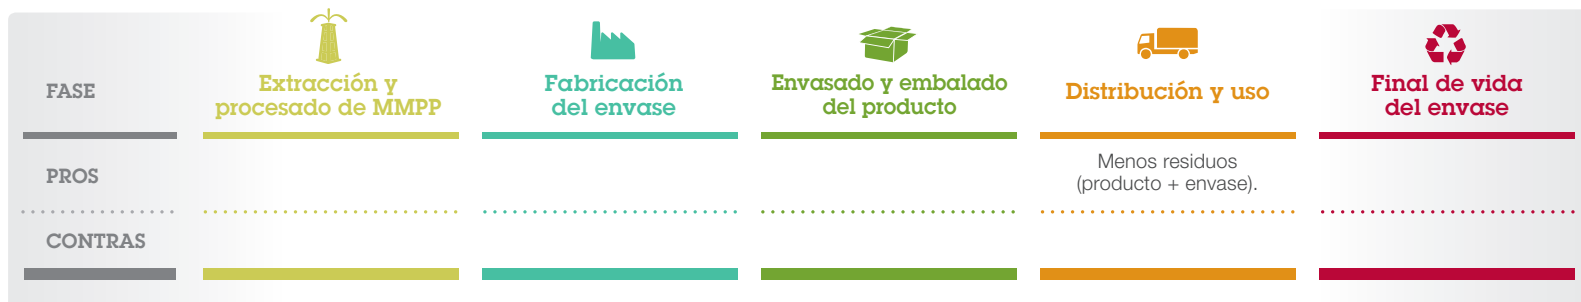 FASE
Extracción y
procesado de MMPP
Fabricación
del envase
Envasado y embalado
del producto
Distribución y uso
Final de vida
del envase
PROS
Menos residuos
(producto + envase).
CONTRAS